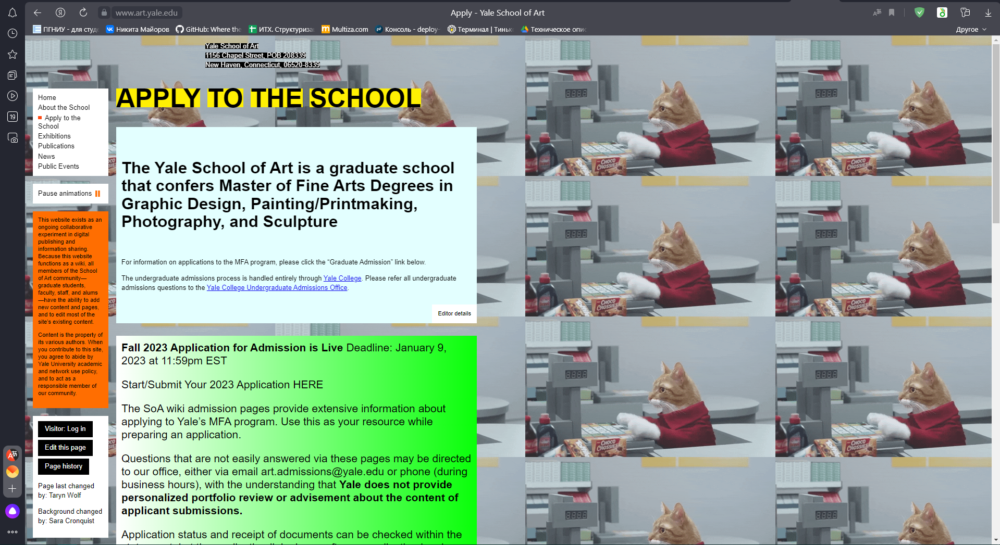 www.art.yale.edu
Apply - Yale School of Art
ПГНИУ - для студе
Никита Майоров
GitHub: Where the
ИТХ. Структуриза
Multiza.com
Консоль - deploy-
Терминал | Тиньк
Техническое опис
Другое
19
Yale School of Art
1156 Chapel Street, POB 208339
New Haven, Connecticut, 06520-8339
APPLY TO THE SCHOOL
Home
About the School
Apply to the
School
Exhibitions
Publications
News
Public Events
Pause animations
This website exists as an
ongoing collaborative
experiment in digital
publishing and
information sharing.
Because this website
functions as a wiki, all
members of the School
of Art community—
graduate students,
faculty, staff, and alums
—have the ability to add
new content and pages,
and to edit most of the
site's existing content.
Content is the property of
its various authors. When
you contribute to this site,
you agree to abide by
Yale University academic
and network use policy,
and to act as a
responsible member of
our community.
Visitor: Log in
Edit this page
Page history
Page last changed
by: Taryn Wolf
Background changed
by: Sara Cronquist
The Yale School of Art is a graduate school
that confers Master of Fine Arts Degrees in
Graphic Design, Painting/Printmaking,
Photography, and Sculpture
For information on applications to the MFA program, please click the “Graduate Admission” link below.
The undergraduate admissions process is handled entirely through Yale College. Please refer all undergraduate
admissions questions to the Yale College Undergraduate Admissions Office.
Editor details
Fall 2023 Application for Admission is Live Deadline: January 9,
2023 at 11:59pm EST
Start/Submit Your 2023 Application HERE
The SoA wiki admission pages provide extensive information about
applying to Yale’s MFA program. Use this as your resource while
preparing an application.
Questions that are not easily answered via these pages may be directed
to our office, either via email art.admissions@yale.edu or phone (during
business hours), with the understanding that Yale does not provide
personalized portfolio review or advisement about the content of
applicant submissions.
Application status and receipt of documents can be checked within the
CHOCO
CROSSIES
CHOCO
CROSSIES
CHOCO
CROSSIES
CHOCO
CROSSIES
CHOCO
CROSSIES
CHOCO
CROSSIES